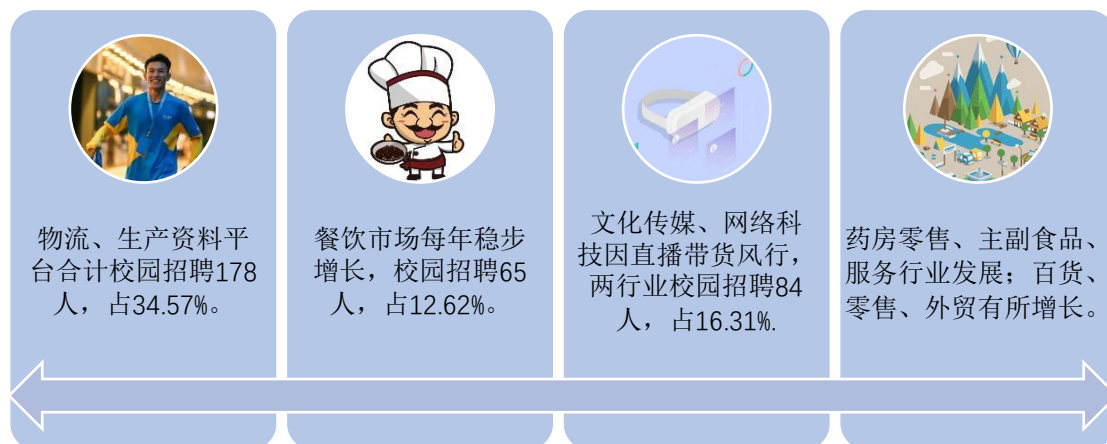 物流、生产资料平
台合计校园招聘178
人，占34.57%。
餐饮市场每年稳步
增长，校园招聘65
人，占12.62%。
文化传媒、网络科
技因直播带货风行，
两行业校园招聘84
人，占16.31%.
药房零售、主副食品、
服务行业发展；百货、
零售、外贸有所增长。